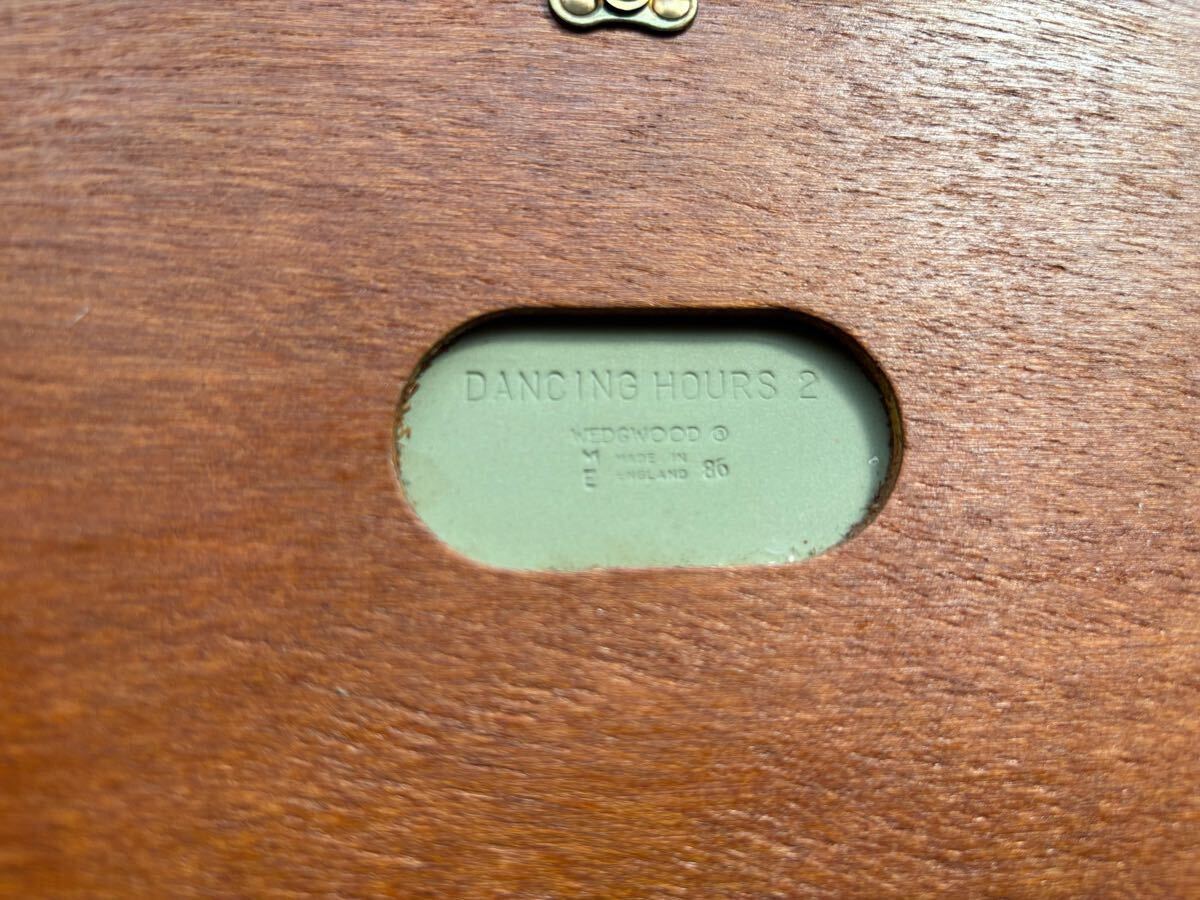 DANCING HOURS 2
WEDGWOOD ®
MADE IN
ENGLAND 86